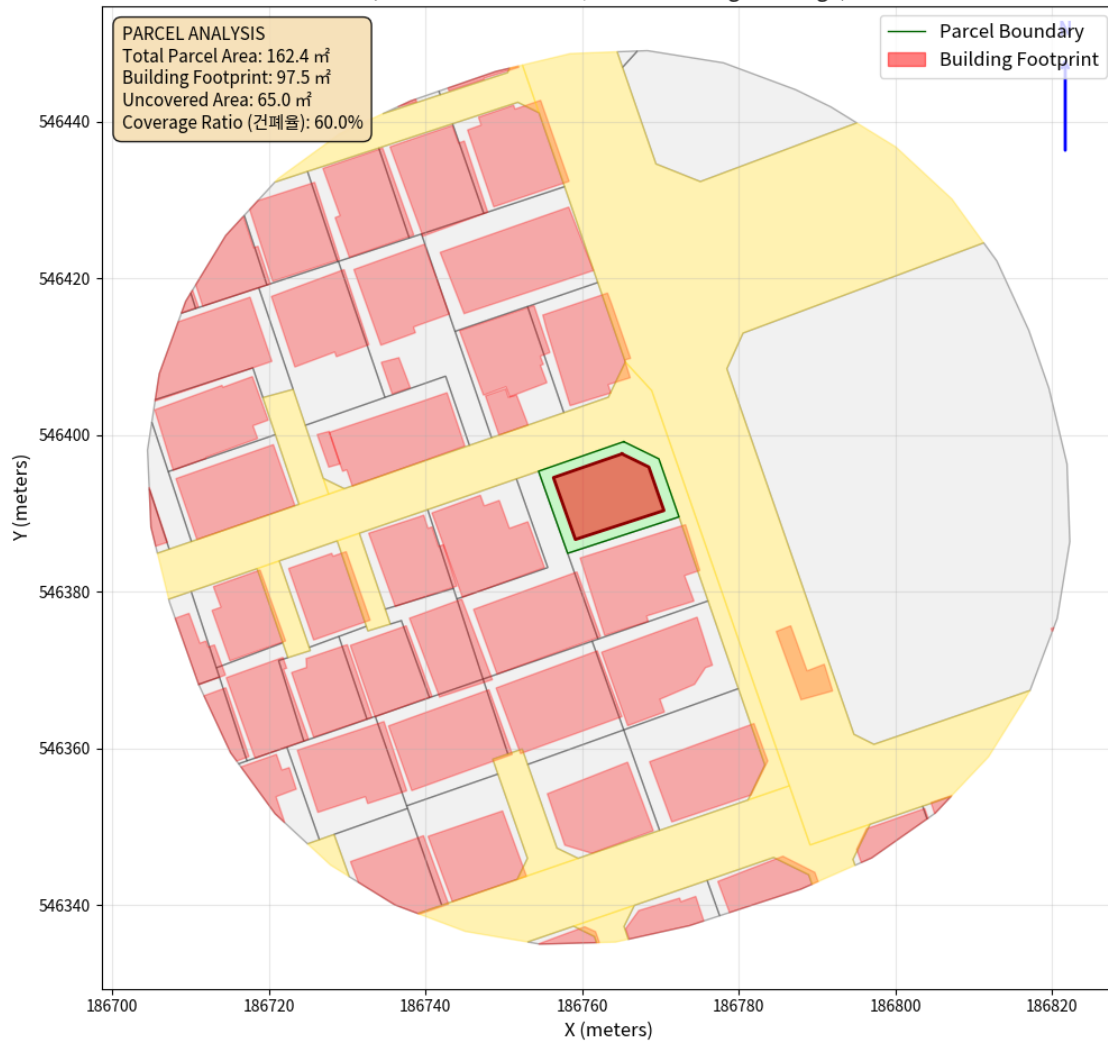 PARCEL ANALYSIS
Total Parcel Area: 162.4 ㎡
Building Footprint: 97.5 ㎡
Uncovered Area: 65.0 ㎡
Coverage Ratio (건폐율): 60.0%
N
Parcel Boundary
Building Footprint
546440
546420
546400
546380
546360
546340
Y (meters)
186700
186720
186740
186760
186780
186800
186820
X (meters)